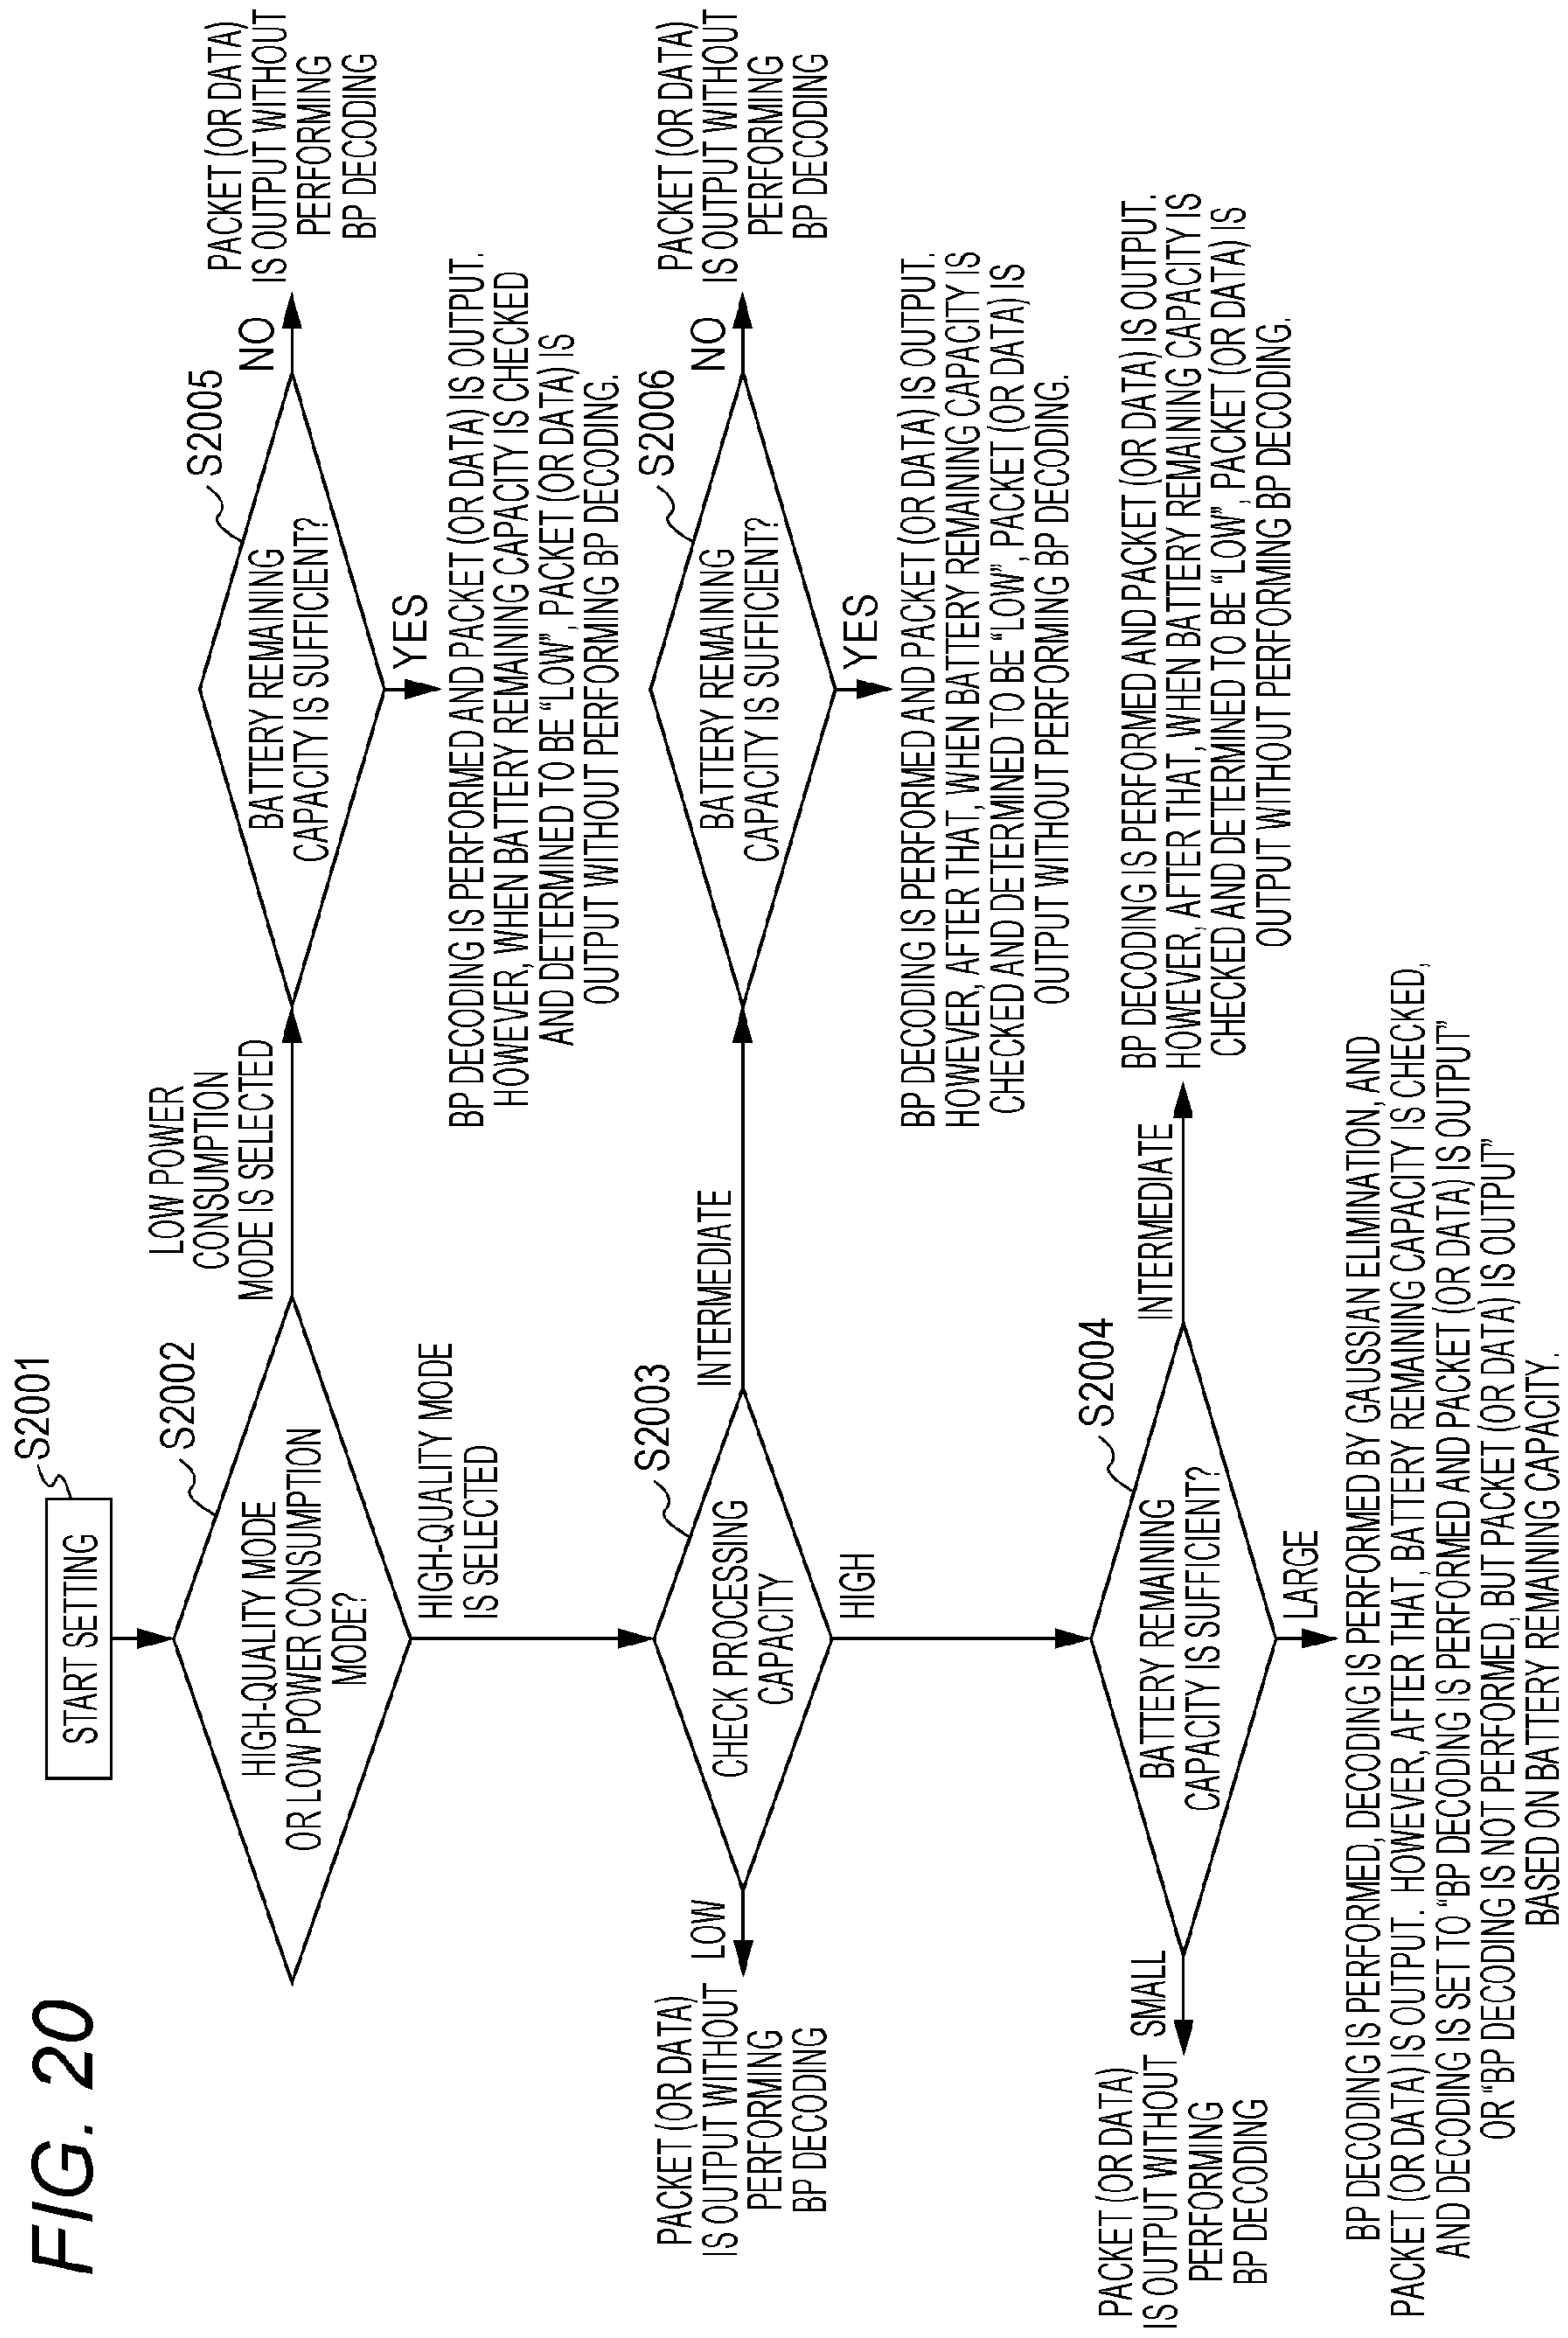 FIG. 20
START SETTING
S2001
HIGH-QUALITY MODE
OR LOW POWER CONSUMPTION
MODE?
S2002
LOW POWER
CONSUMPTION
MODE IS SELECTED
BATTERY REMAINING
CAPACITY IS SUFFICIENT?
S2005
NO
PACKET (OR DATA)
IS OUTPUT WITHOUT
PERFORMING
BP DECODING
YES
BP DECODING IS PERFORMED AND PACKET (OR DATA) IS OUTPUT.
HOWEVER, WHEN BATTERY REMAINING CAPACITY IS CHECKED
AND DETERMINED TO BE “LOW”, PACKET (OR DATA) IS
OUTPUT WITHOUT PERFORMING BP DECODING.
HIGH-QUALITY MODE
IS SELECTED
CHECK PROCESSING
CAPACITY
S2003
LOW
PACKET (OR DATA)
IS OUTPUT WITHOUT
PERFORMING
BP DECODING
INTERMEDIATE
BATTERY REMAINING
CAPACITY IS SUFFICIENT?
S2006
NO
PACKET (OR DATA)
IS OUTPUT WITHOUT
PERFORMING
BP DECODING
YES
BP DECODING IS PERFORMED AND PACKET (OR DATA) IS OUTPUT.
HOWEVER, AFTER THAT, WHEN BATTERY REMAINING CAPACITY IS
CHECKED AND DETERMINED TO BE “LOW”, PACKET (OR DATA) IS
OUTPUT WITHOUT PERFORMING BP DECODING.
HIGH
BATTERY REMAINING
CAPACITY IS SUFFICIENT?
S2004
SMALL
PACKET (OR DATA)
IS OUTPUT WITHOUT
PERFORMING
BP DECODING
INTERMEDIATE
BP DECODING IS PERFORMED AND PACKET (OR DATA) IS OUTPUT.
HOWEVER, AFTER THAT, WHEN BATTERY REMAINING CAPACITY IS
CHECKED AND DETERMINED TO BE “LOW”, PACKET (OR DATA) IS
OUTPUT WITHOUT PERFORMING BP DECODING.
LARGE
BP DECODING IS PERFORMED, DECODING IS PERFORMED BY GAUSSIAN ELIMINATION, AND
PACKET (OR DATA) IS OUTPUT. HOWEVER, AFTER THAT, BATTERY REMAINING CAPACITY IS CHECKED,
AND DECODING IS SET TO “BP DECODING IS PERFORMED AND PACKET (OR DATA) IS OUTPUT”
OR “BP DECODING IS NOT PERFORMED, BUT PACKET (OR DATA) IS OUTPUT”
BASED ON BATTERY REMAINING CAPACITY.